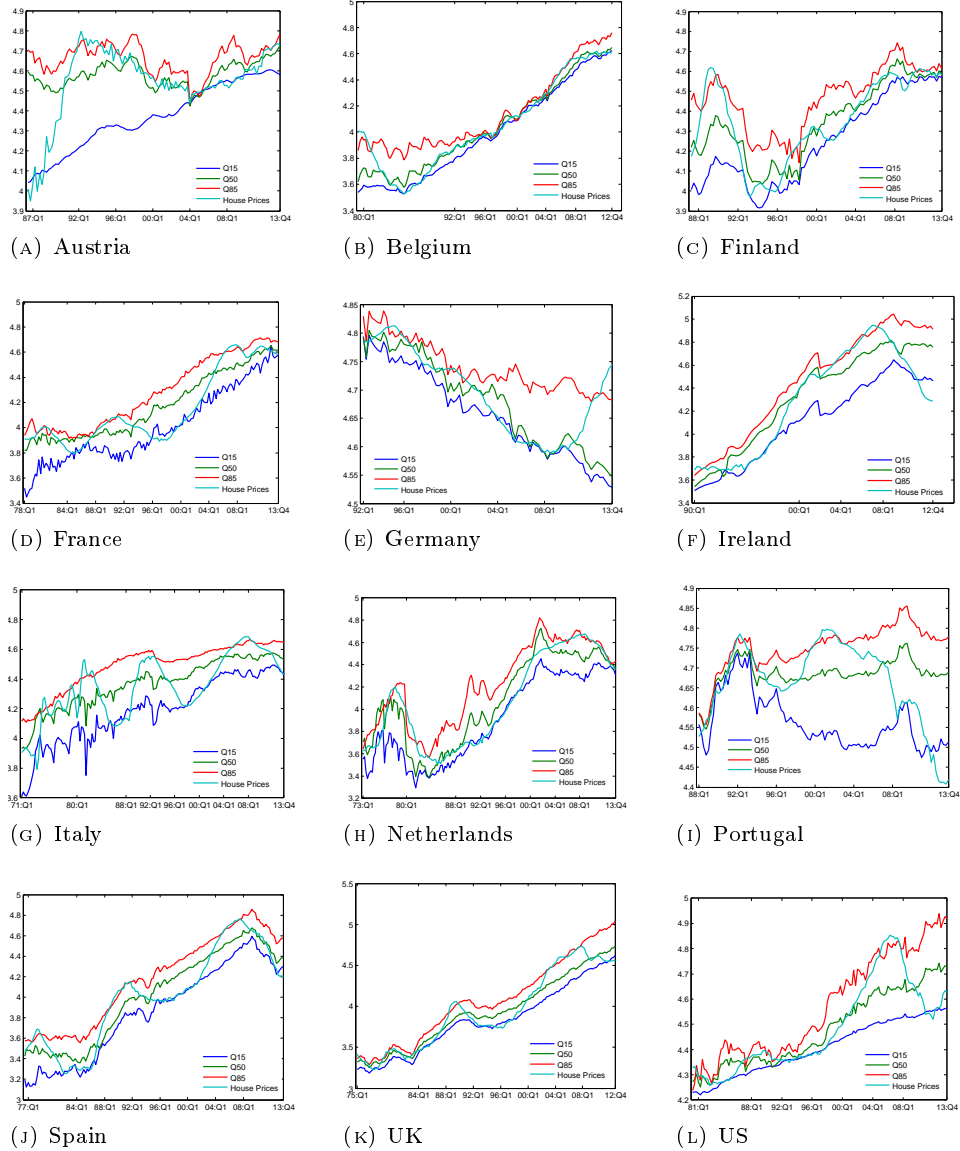 4.9
4.8
4.7
4.6
4.5
4.4
4.3
4.2
4.1
4
3.9
87:Q1 92:Q1 96:Q1 00:Q1 04:Q1 08:Q1 13:Q4
Q15
Q50
Q85
House Prices
(A) Austria
5
4.8
4.6
4.4
4.2
4
3.8
3.6
3.4
80:Q1 92:Q1 96:Q1 00:Q1 04:Q1 08:Q1 12:Q4
Q15
Q50
Q85
House Prices
(B) Belgium
4.9
4.8
4.7
4.6
4.5
4.4
4.3
4.2
4.1
4
3.9
88:Q1 92:Q1 96:Q1 00:Q1 04:Q1 08:Q1 13:Q4
Q15
Q50
Q85
House Prices
(C) Finland
5
4.8
4.6
4.4
4.2
4
3.8
3.6
3.4
78:Q1 84:Q1 88:Q1 92:Q1 96:Q1 00:Q1 04:Q1 08:Q1 13:Q4
Q15
Q50
Q85
House Prices
(D) France
4.85
4.8
4.75
4.7
4.65
4.6
4.55
4.5
92:Q1 96:Q1 00:Q1 04:Q1 08:Q1 13:Q4
Q15
Q50
Q85
House Prices
(E) Germany
5.2
5
4.8
4.6
4.4
4.2
4
3.8
3.6
3.4
90:Q1 00:Q1 04:Q1 08:Q1 12:Q4
Q15
Q50
Q85
House Prices
(F) Ireland
5
4.8
4.6
4.4
4.2
4
3.8
3.6
71:Q1 80:Q1 88:Q1 92:Q1 96:Q1 00:Q1 04:Q1 08:Q1 13:Q4
Q15
Q50
Q85
House Prices
(G) Italy
5
4.8
4.6
4.4
4.2
4
3.8
3.6
3.4
3.2
73:Q1 80:Q1 88:Q1 92:Q1 96:Q1 00:Q1 04:Q1 08:Q1 13:Q4
Q15
Q50
Q85
House Prices
(H) Netherlands
4.9
4.85
4.8
4.75
4.7
4.65
4.6
4.55
4.5
4.45
4.4
88:Q1 92:Q1 96:Q1 00:Q1 04:Q1 08:Q1 13:Q4
Q15
Q50
Q85
House Prices
(I) Portugal
5
4.8
4.6
4.4
4.2
4
3.8
3.6
3.4
3.2
3
77:Q1 84:Q1 88:Q1 92:Q1 96:Q1 00:Q1 04:Q1 08:Q1 13:Q4
Q15
Q50
Q85
House Prices
(J) Spain
5.5
5
4.5
4
3.5
3
75:Q1 84:Q1 88:Q1 92:Q1 96:Q1 00:Q1 04:Q1 08:Q1 12:Q4
Q15
Q50
Q85
House Prices
(K) UK
5
4.9
4.8
4.7
4.6
4.5
4.4
4.3
4.2
81:Q1 88:Q1 92:Q1 96:Q1 00:Q1 04:Q1 08:Q1 13:Q4
Q15
Q50
Q85
House Prices
(L) US